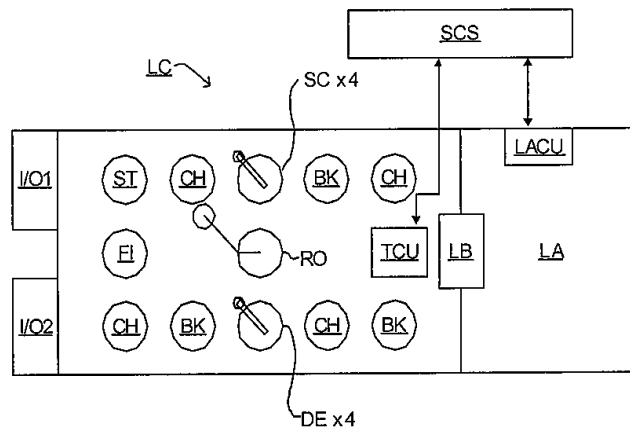 SCS
LC
SC x4
LACU
I/O1
ST
CH
BK
CH
FI
RO
TCU
LB
LA
I/O2
CH
BK
CH
BK
DE x4